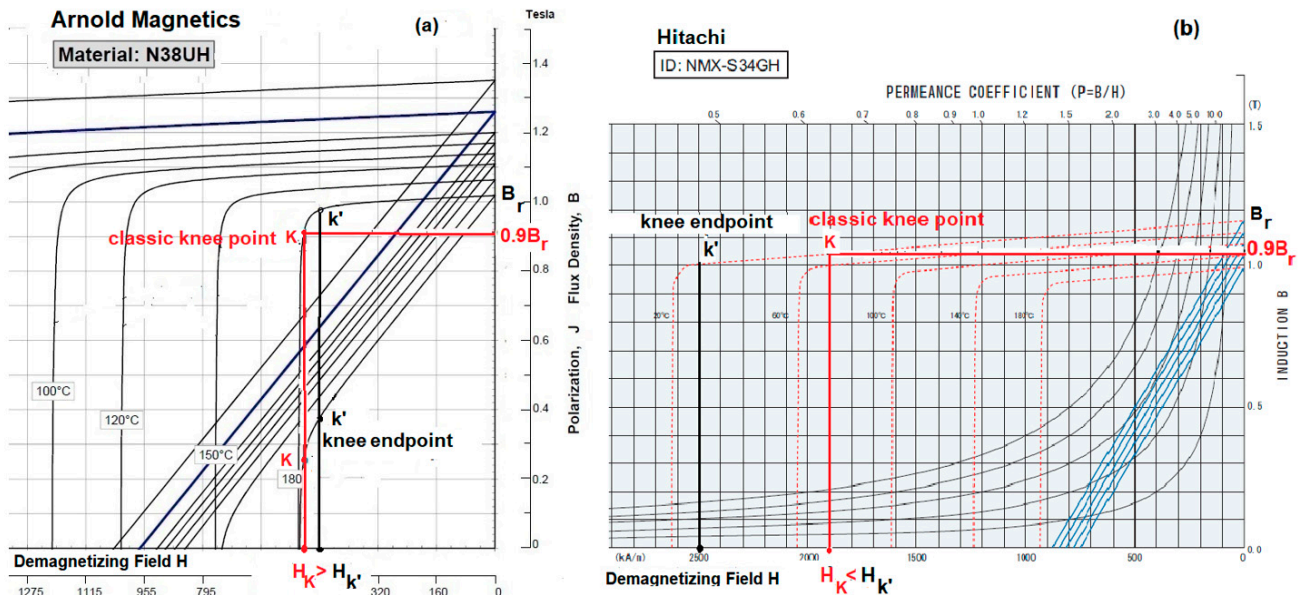 Arnold Magnetics
(a)
Tesla
Material: N38UH
1.4
1.2
1.0
0.8
0.6
0.4
0.2
0
Br
0.9Br
k'
classic knee point K
k'
knee endpoint
K
100°C
120°C
150°C
180
Polarization, J Flux Density, B
Demagnetizing Field H
HK > Hk'
1275 1115 955 795 320 160 0
Hitachi
(b)
ID: NMX-S34GH
PERMEANCE COEFFICIENT (P=B/H)
(T)
0.5 0.6 0.7 0.8 0.9 1.0 1.2 1.5 2.0 3.0 4.0 5.0 10.0
1.5
Br
0.9Br
1.0
0.5
0.0
knee endpoint
k'
classic knee point
K
20°C 60°C 100°C 140°C 180°C
INDUCTION B
(kA/m) 2500 2000 1500 1000 500 0
Demagnetizing Field H
HK < Hk'